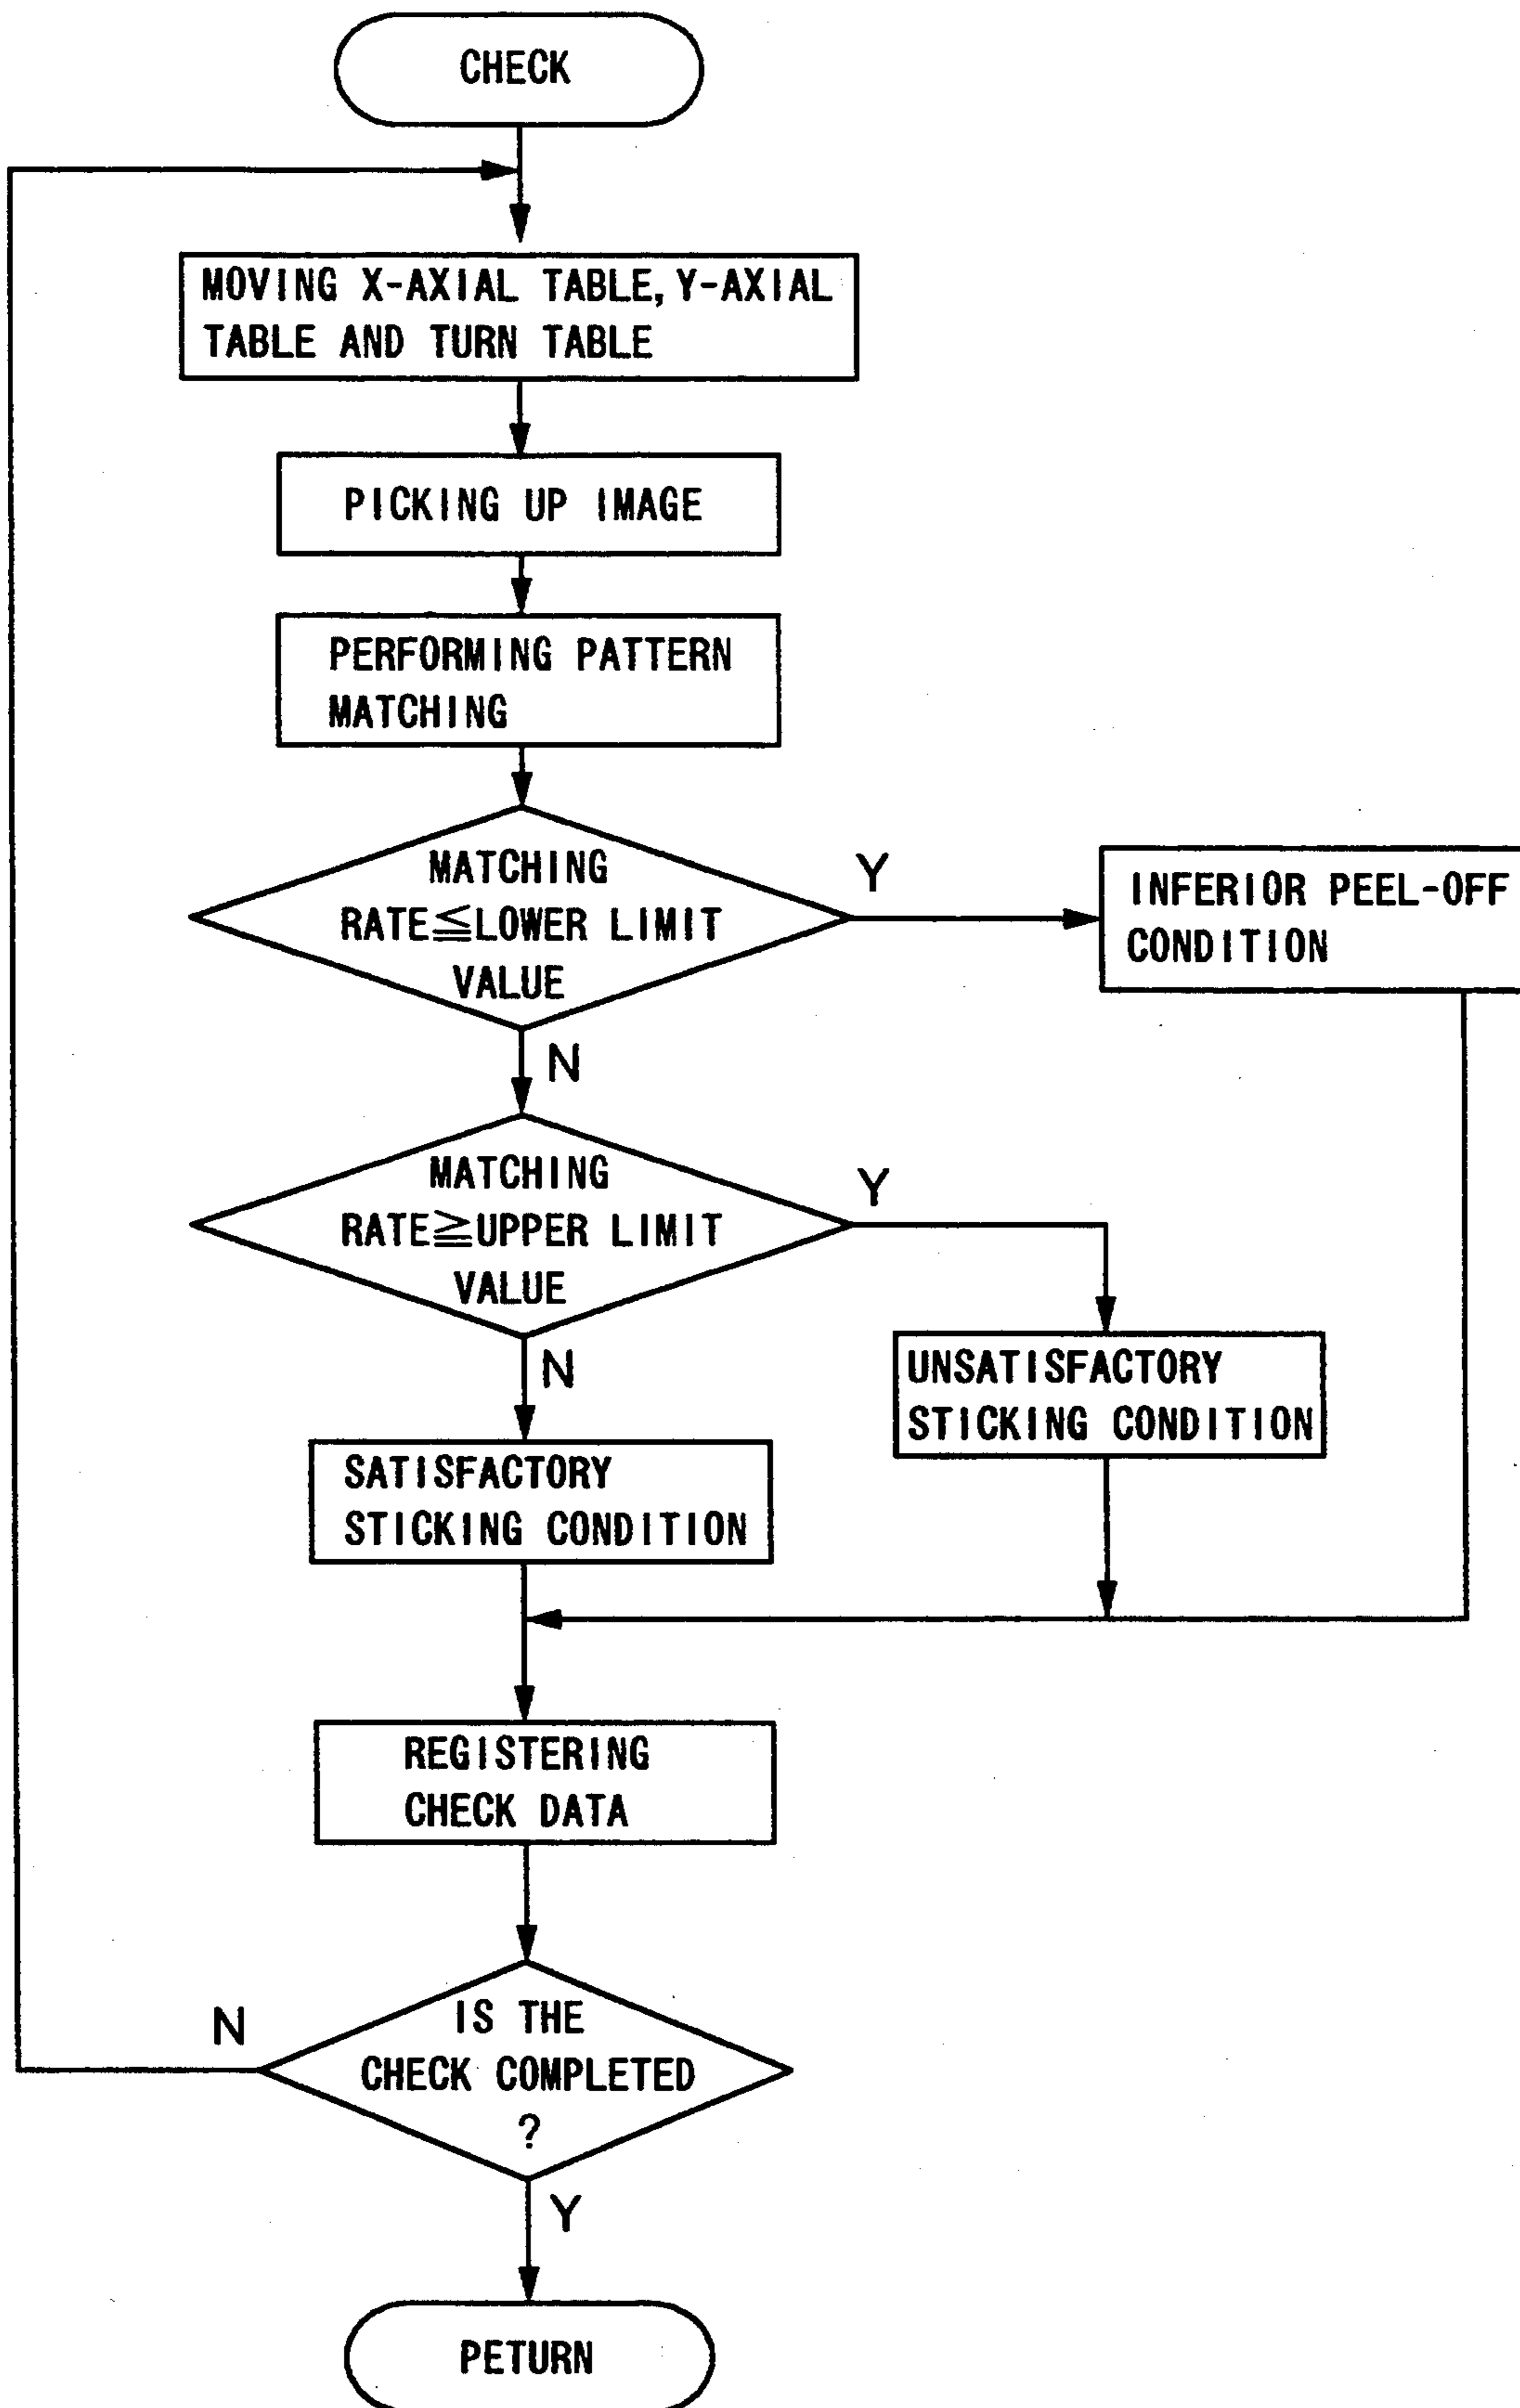 CHECK
MOVING X-AXIAL TABLE, Y-AXIAL
TABLE AND TURN TABLE
PICKING UP IMAGE
PERFORMING PATTERN
MATCHING
MATCHING
RATE≦LOWER LIMIT
VALUE
Y
INFERIOR PEEL-OFF
CONDITION
N
MATCHING
RATE≧UPPER LIMIT
VALUE
Y
UNSATISFACTORY
STICKING CONDITION
N
SATISFACTORY
STICKING CONDITION
REGISTERING
CHECK DATA
IS THE
CHECK COMPLETED
?
N
Y
PETURN